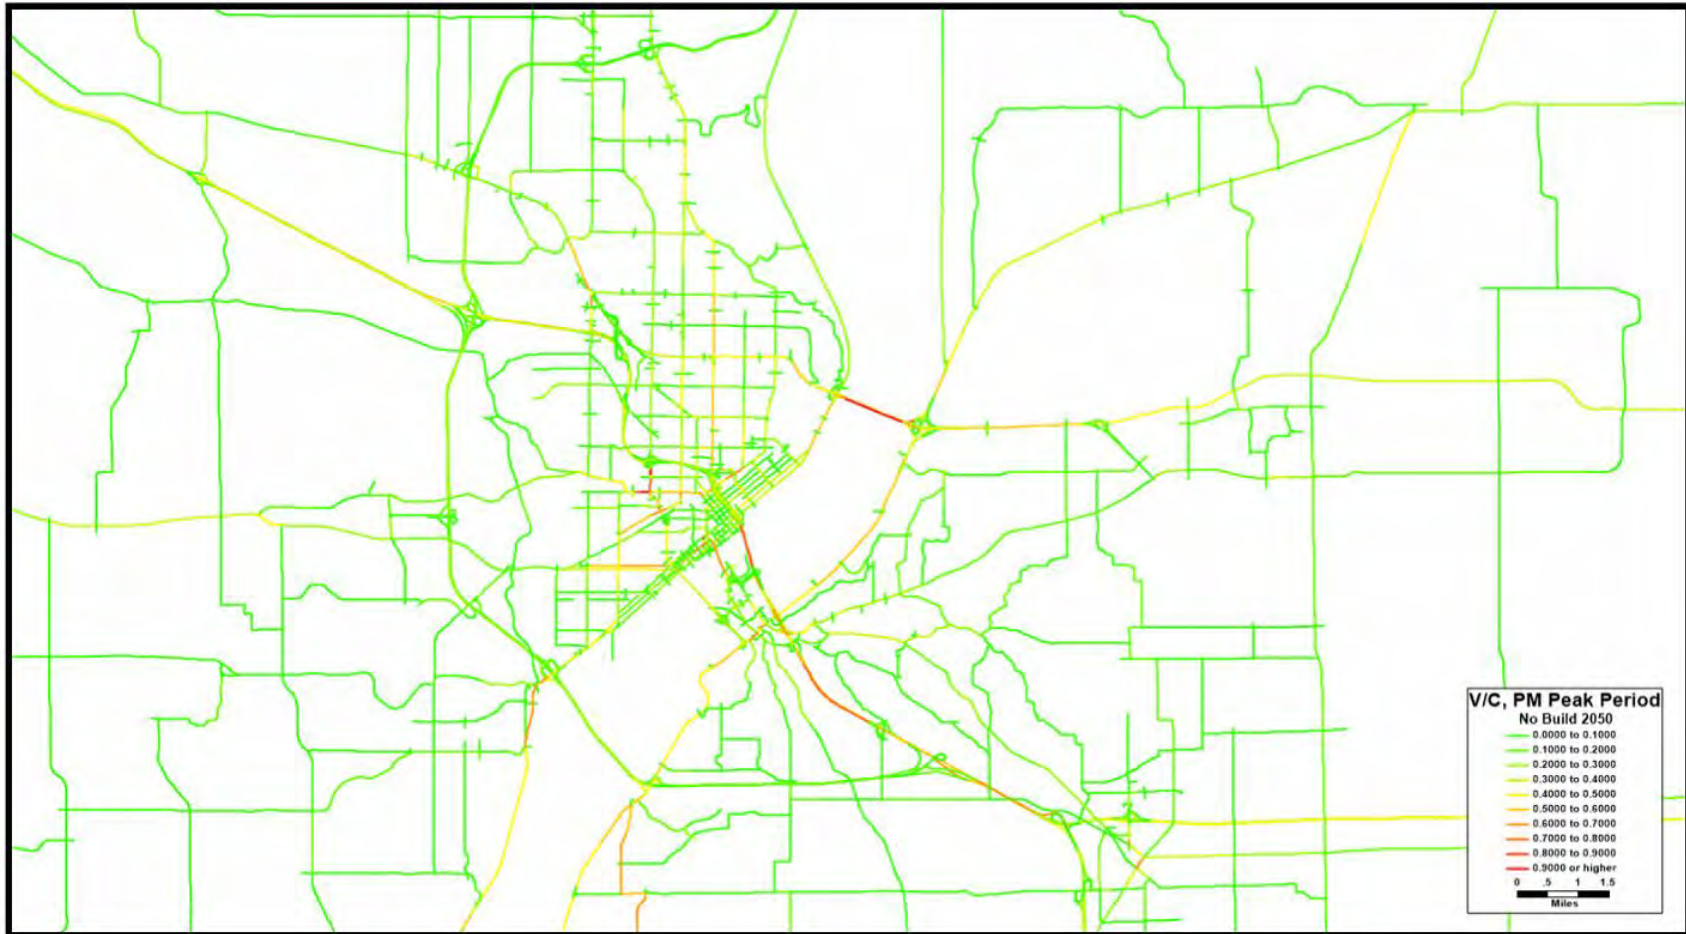 V/C, PM Peak Period
No Build 2050
0.0000 to 0.1000
0.1000 to 0.2000
0.2000 to 0.3000
0.3000 to 0.4000
0.4000 to 0.5000
0.5000 to 0.6000
0.6000 to 0.7000
0.7000 to 0.8000
0.8000 to 0.9000
0.9000 or higher
0 .5 1 1.5
Miles